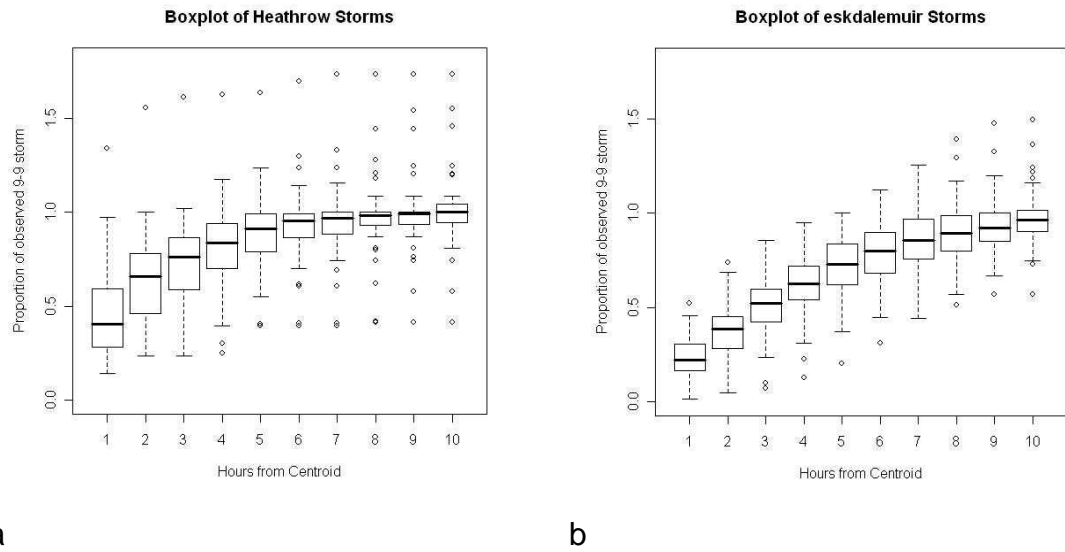 Boxplot of Heathrow Storms
Proportion of observed 9-9 storm
1.5
1.0
0.5
0.0
1 2 3 4 5 6 7 8 9 10
Hours from Centroid
a
Boxplot of eskdalemuir Storms
Proportion of observed 9-9 storm
1.5
1.0
0.5
0.0
1 2 3 4 5 6 7 8 9 10
Hours from Centroid
b